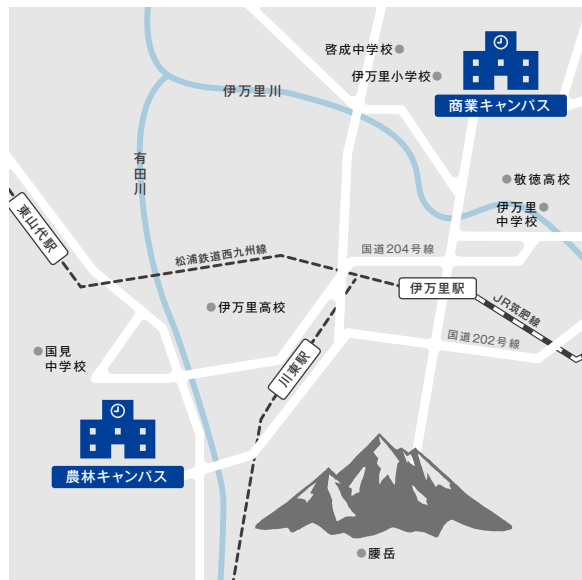 啓成中学校
伊万里小学校
商業キャンパス
伊万里川
有田川
敬徳高校
伊万里
中学校
東山代駅
松浦鉄道西九州線
国道204号線
伊万里駅
JR筑肥線
伊万里高校
国道202号線
国見
中学校
川東駅
農林キャンパス
腰岳